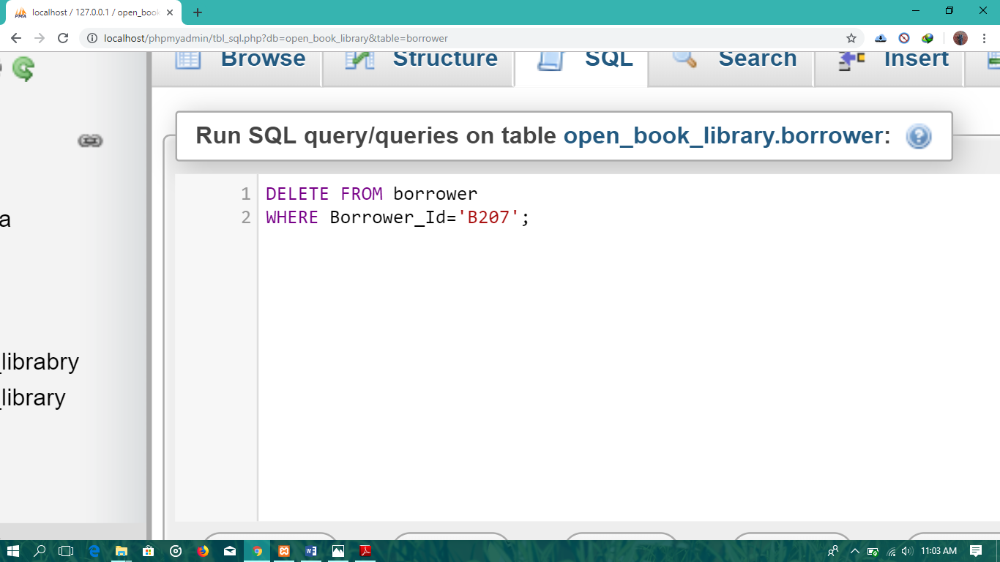 localhost / 127.0.0.1 / open_book
localhost/phpmyadmin/tbl_sql.php?db=open_book_library&table=borrower
Browse
Structure
SQL
Search
Insert
Run SQL query/queries on table open_book_library.borrower:
1 DELETE FROM borrower
2 WHERE Borrower_Id='B207';
a
_librabry
_library
11:03 AM